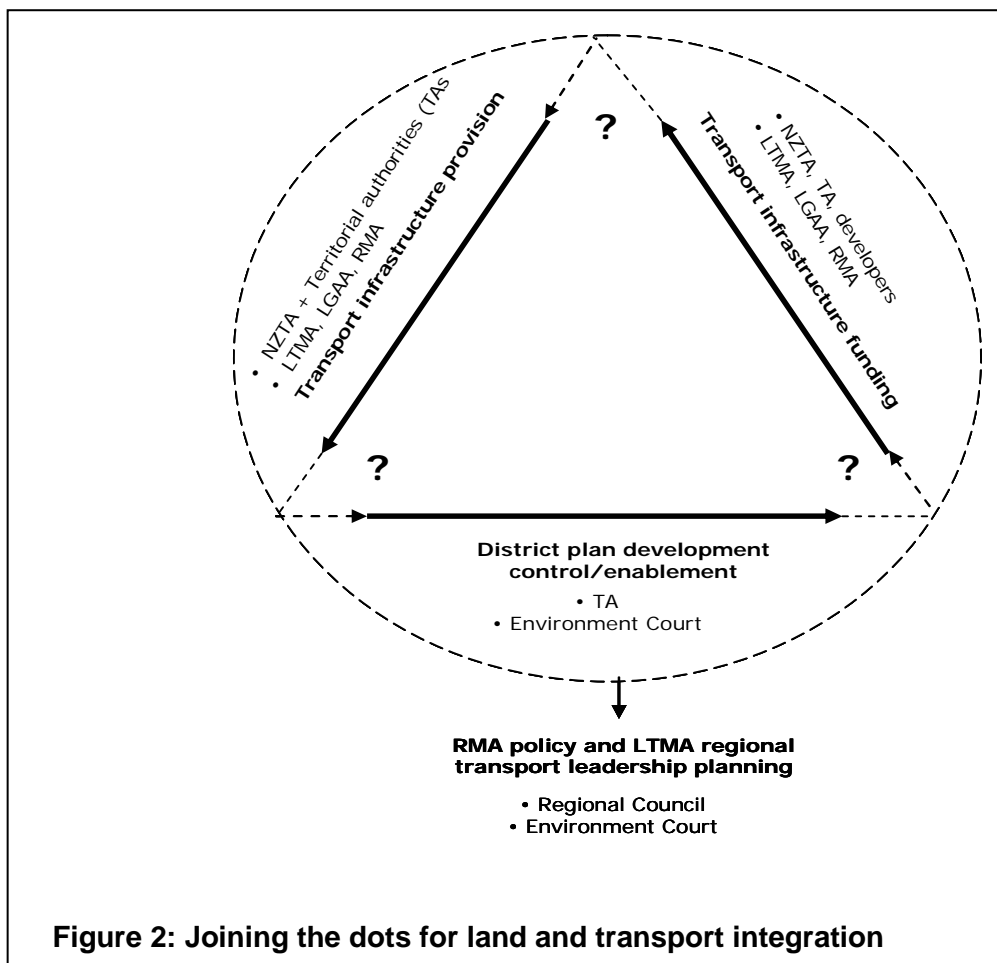 • NZTA + Territorial authorities (TAs
• LTMA, LGAA, RMA
Transport infrastructure provision
?
• NZTA, TA, developers
• LTMA, LGAA, RMA
Transport infrastructure funding
?
?
District plan development
control/enablement
• TA
• Environment Court
RMA policy and LTMA regional
transport leadership planning
• Regional Council
• Environment Court
Figure 2: Joining the dots for land and transport integration